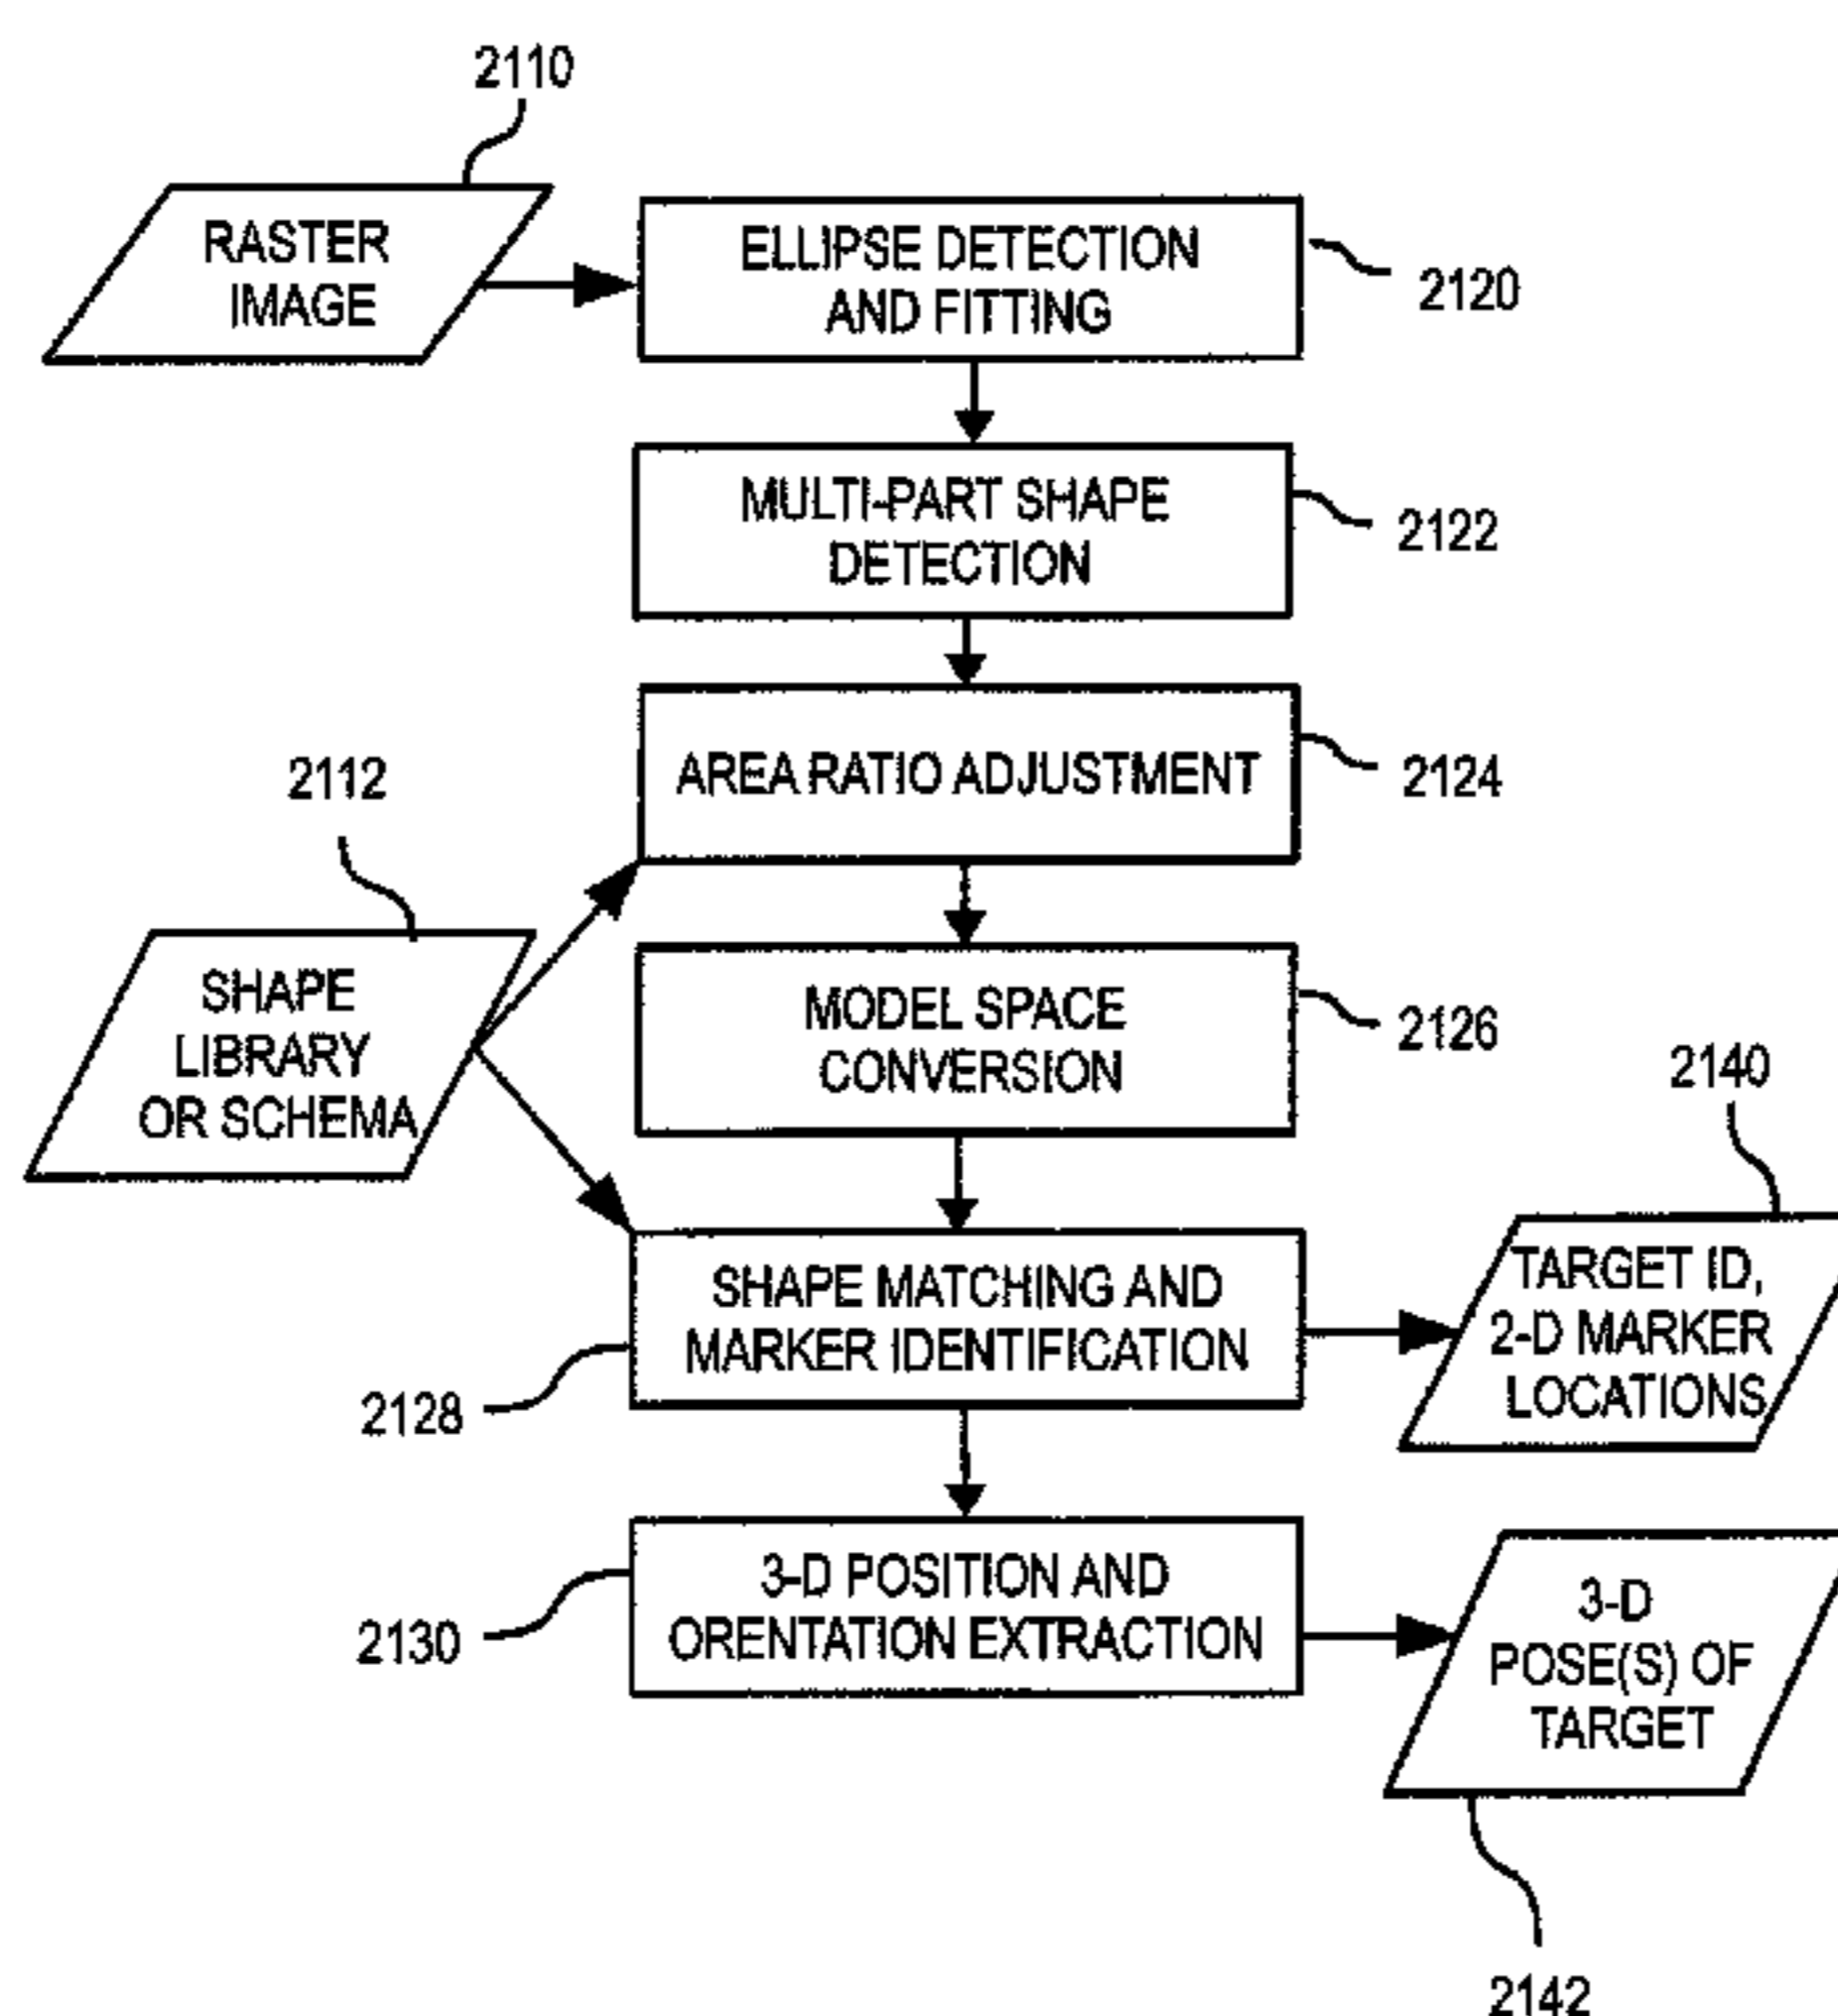 2110
RASTER
IMAGE
ELLIPSE DETECTION
AND FITTING
2120
MULTI-PART SHAPE
DETECTION
2122
AREA RATIO ADJUSTMENT
2124
2112
SHAPE
LIBRARY
OR SCHEMA
MODEL SPACE
CONVERSION
2126
2140
SHAPE MATCHING AND
MARKER IDENTIFICATION
2128
TARGET ID,
2-D MARKER
LOCATIONS
3-D POSITION AND
ORENTATION EXTRACTION
2130
3-D
POSE(S) OF
TARGET
2142